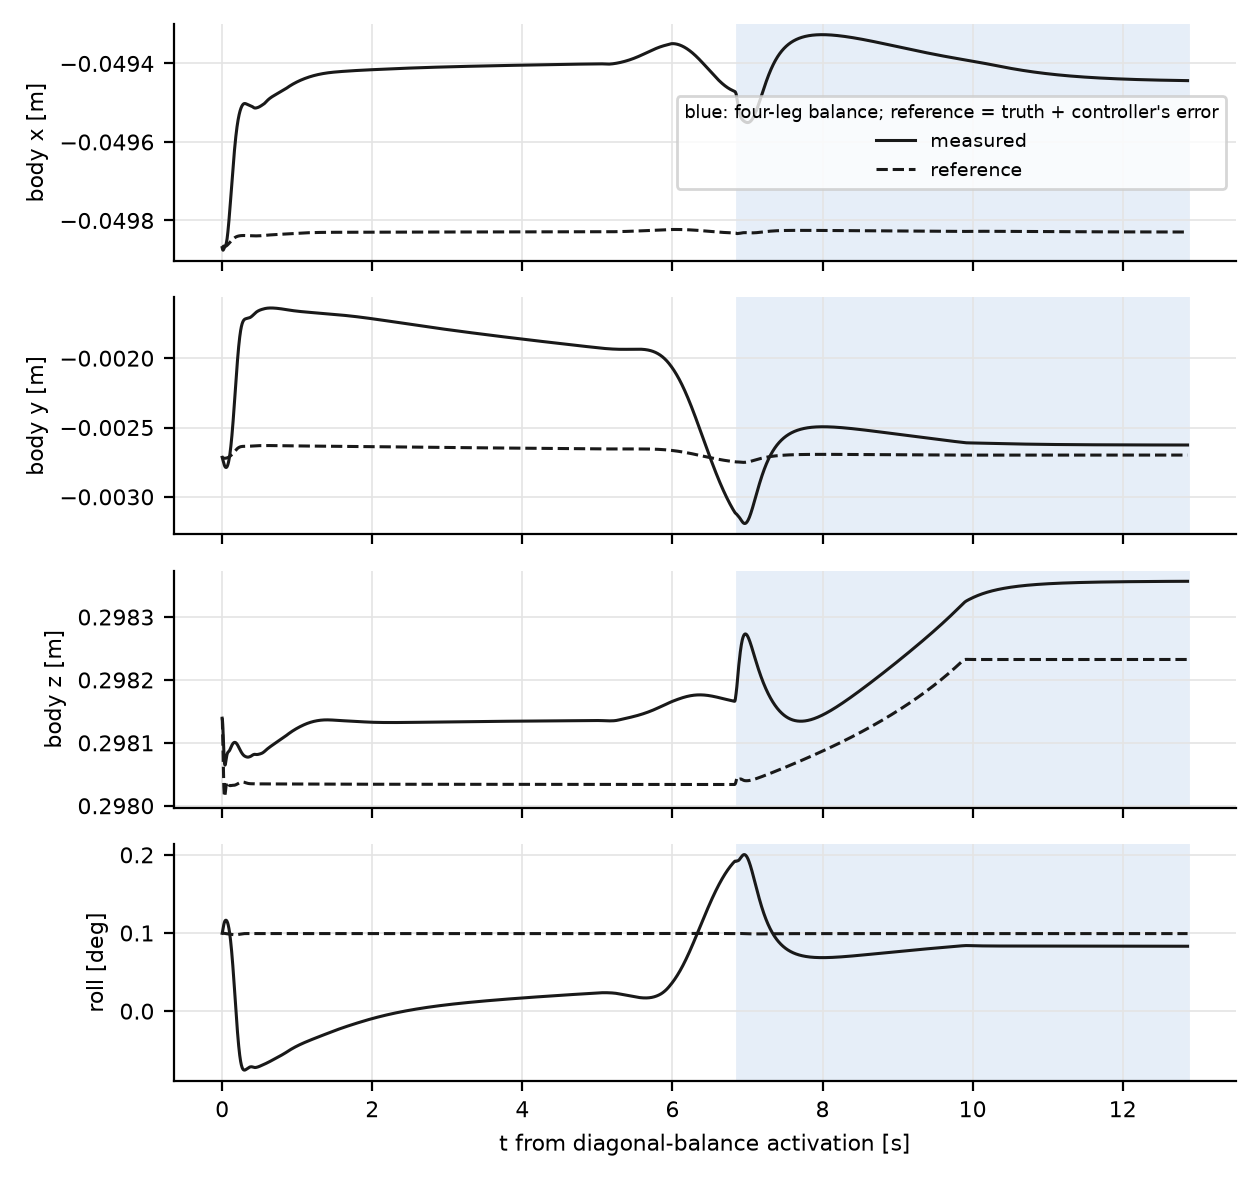 −0.0494
−0.0496
−0.0498
body x [m]
blue: four-leg balance; reference = truth + controller's error
measured
reference
−0.0020
−0.0025
−0.0030
body y [m]
0.2983
0.2982
0.2981
0.2980
body z [m]
0.2
0.1
0.0
roll [deg]
0 2 4 6 8 10 12
t from diagonal-balance activation [s]